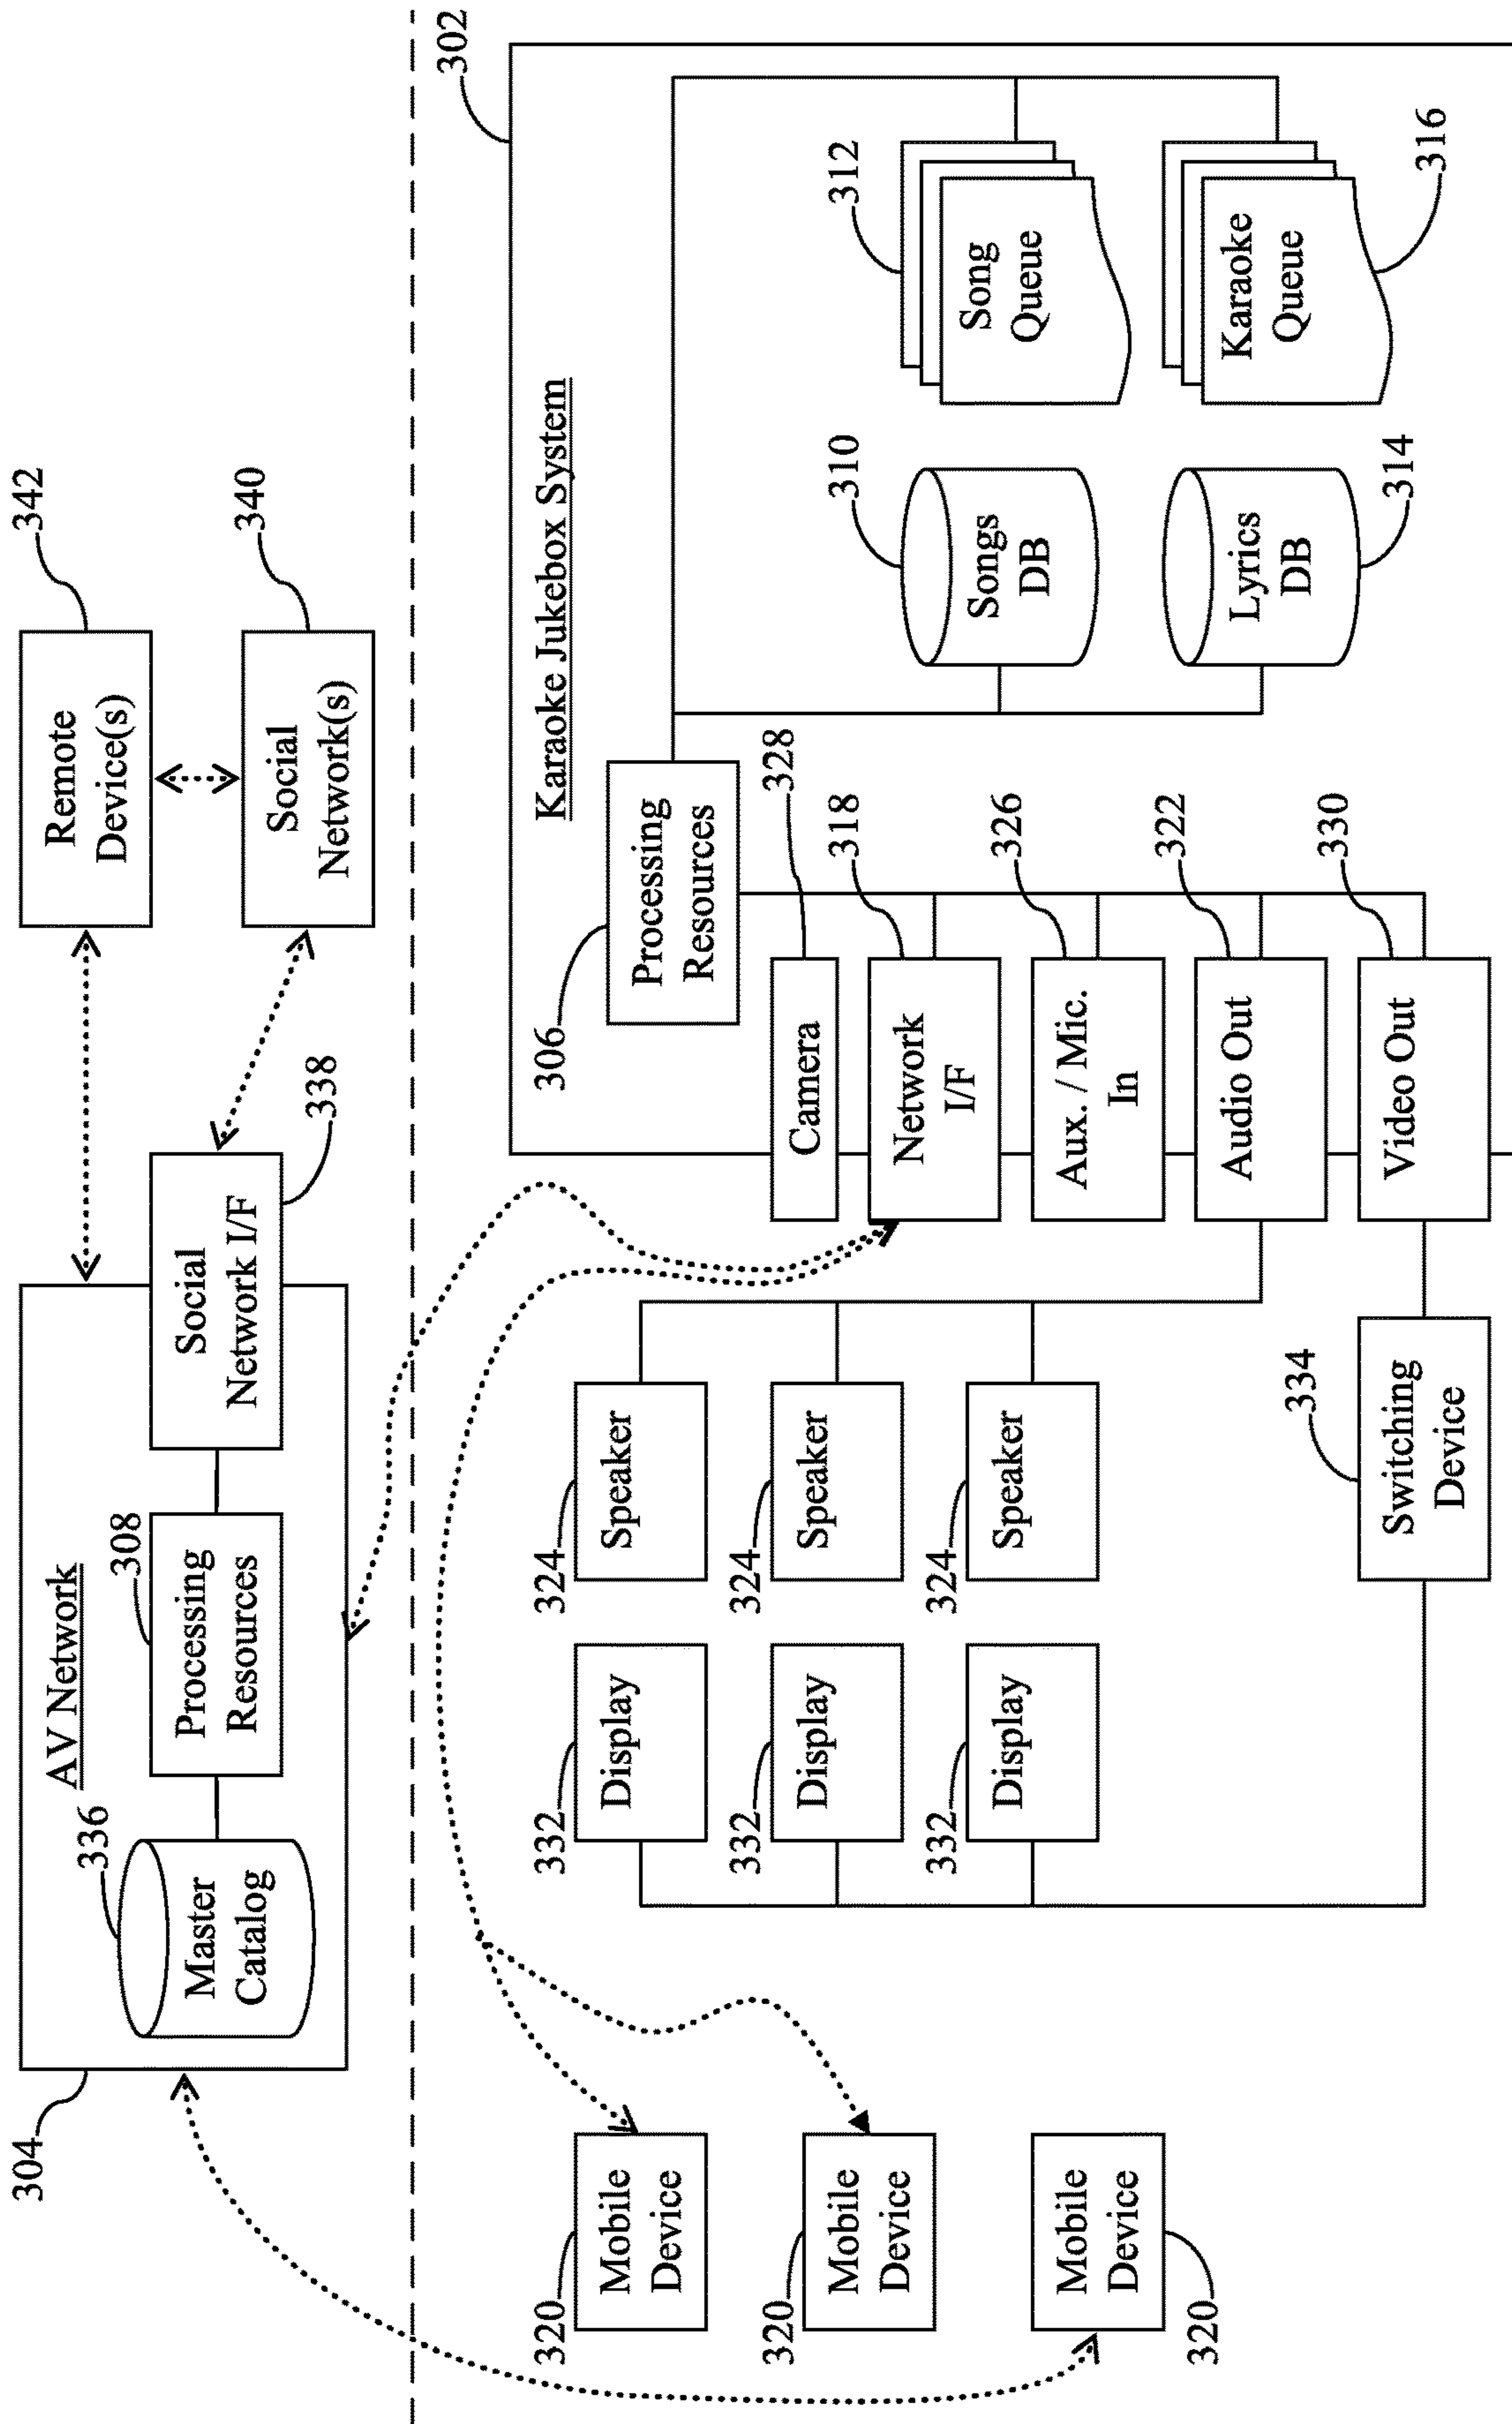 304
AV Network
336
Master
Catalog
308
Processing
Resources
Social
Network I/F
338
Remote
Device(s)
342
Social
Network(s)
340
320
Mobile
Device
320
Mobile
Device
Mobile
Device
320
332
Display
332
Display
332
Display
324
Speaker
324
Speaker
324
Speaker
334
Switching
Device
302
Karaoke Jukebox System
306
Processing
Resources
Camera
328
Network
I/F
318
Aux. / Mic.
In
326
Audio Out
322
Video Out
330
310
Songs
DB
312
Song
Queue
Lyrics
DB
314
Karaoke
Queue
316